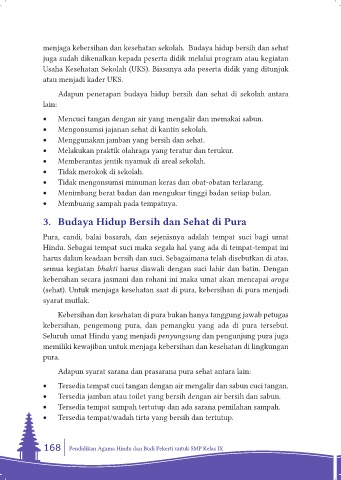 menjaga kebersihan dan kesehatan sekolah. Budaya hidup bersih dan sehat
juga sudah dikenalkan kepada peserta didik melalui program atau kegiatan
Usaha Kesehatan Sekolah (UKS). Biasanya ada peserta didik yang ditunjuk
atau menjadi kader UKS.
Adapun penerapan budaya hidup bersih dan sehat di sekolah antara
lain:
• Mencuci tangan dengan air yang mengalir dan memakai sabun.
• Mengonsumsi jajanan sehat di kantin sekolah.
• Menggunakan jamban yang bersih dan sehat.
• Melakukan praktik olahraga yang teratur dan terukur.
• Memberantas jentik nyamuk di areal sekolah.
• Tidak merokok di sekolah.
• Tidak mengonsumsi minuman keras dan obat-obatan terlarang.
• Menimbang berat badan dan mengukur tinggi badan setiap bulan.
• Membuang sampah pada tempatnya.
3. Budaya Hidup Bersih dan Sehat di Pura
Pura, candi, balai basarah, dan sejenisnya adalah tempat suci bagi umat
Hindu. Sebagai tempat suci maka segala hal yang ada di tempat-tempat ini
harus dalam keadaan bersih dan suci. Sebagaimana telah disebutkan di atas,
semua kegiatan bhakti harus diawali dengan suci lahir dan batin. Dengan
kebersihan secara jasmani dan rohani ini maka umat akan mencapai aroga
(sehat). Untuk menjaga kesehatan saat di pura, kebersihan di pura menjadi
syarat mutlak.
Kebersihan dan kesehatan di pura bukan hanya tanggung jawab petugas
kebersihan, pengemong pura, dan pemangku yang ada di pura tersebut.
Seluruh umat Hindu yang menjadi penyungsung dan pengunjung pura juga
memiliki kewajiban untuk menjaga kebersihan dan kesehatan di lingkungan
pura.
Adapun syarat sarana dan prasarana pura sehat antara lain:
• Tersedia tempat cuci tangan dengan air mengalir dan sabun cuci tangan.
• Tersedia jamban atau toilet yang bersih dengan air bersih dan sabun.
• Tersedia tempat sampah tertutup dan ada sarana pemilahan sampah.
• Tersedia tempat/wadah tirta yang bersih dan tertutup.
168 Pendidikan Agama Hindu dan Budi Pekerti untuk SMP Kelas IX